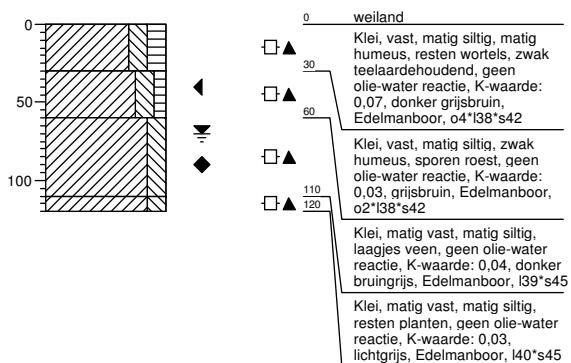 0
50
100
0
weiland
Klei, vast, matig siltig, matig
humeus, resten wortels, zwak
teelaardehoudend, geen
olie-water reactie, K-waarde:
0,07, donker grijsbruin,
Edelmanboor, o4*l38*s42
30
Klei, vast, matig siltig, zwak
humeus, sporen roest, geen
olie-water reactie, K-waarde:
0,03, grijsbruin, Edelmanboor,
o2*l38*s42
60
Klei, matig vast, matig siltig,
laagjes veen, geen olie-water
reactie, K-waarde: 0,04, donker
bruingrijs, Edelmanboor, l39*s45
110
120
Klei, matig vast, matig siltig,
resten planten, geen olie-water
reactie, K-waarde: 0,03,
lichtgrijs, Edelmanboor, l40*s45